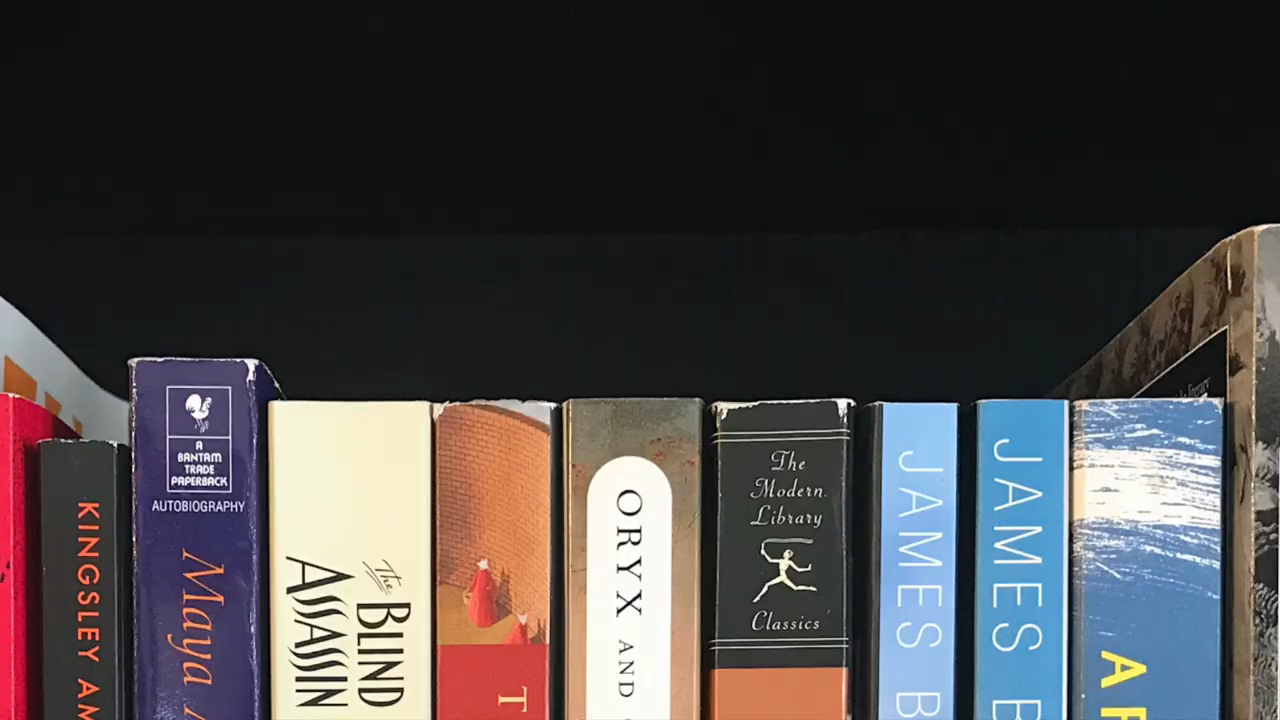 KINGSLEY AM
A
BANTAM
TRADE
PAPERBACK
AUTOBIOGRAPHY
Maya
The
BLIND
ASSASSIN
T
ORYX AND
The
Modern
Library
Classics
JAMES B
JAMES B
A